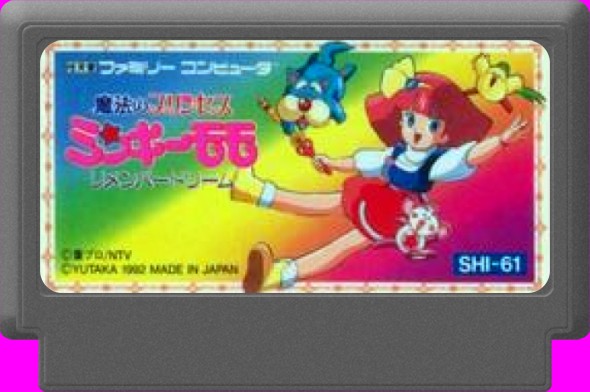 ファミリー コンピュータ™
魔法のプリンセス
ミンキーモモ
リメンバードリーム
©葦プロ/NTV
©YUTAKA 1992 MADE IN JAPAN
SHI-61